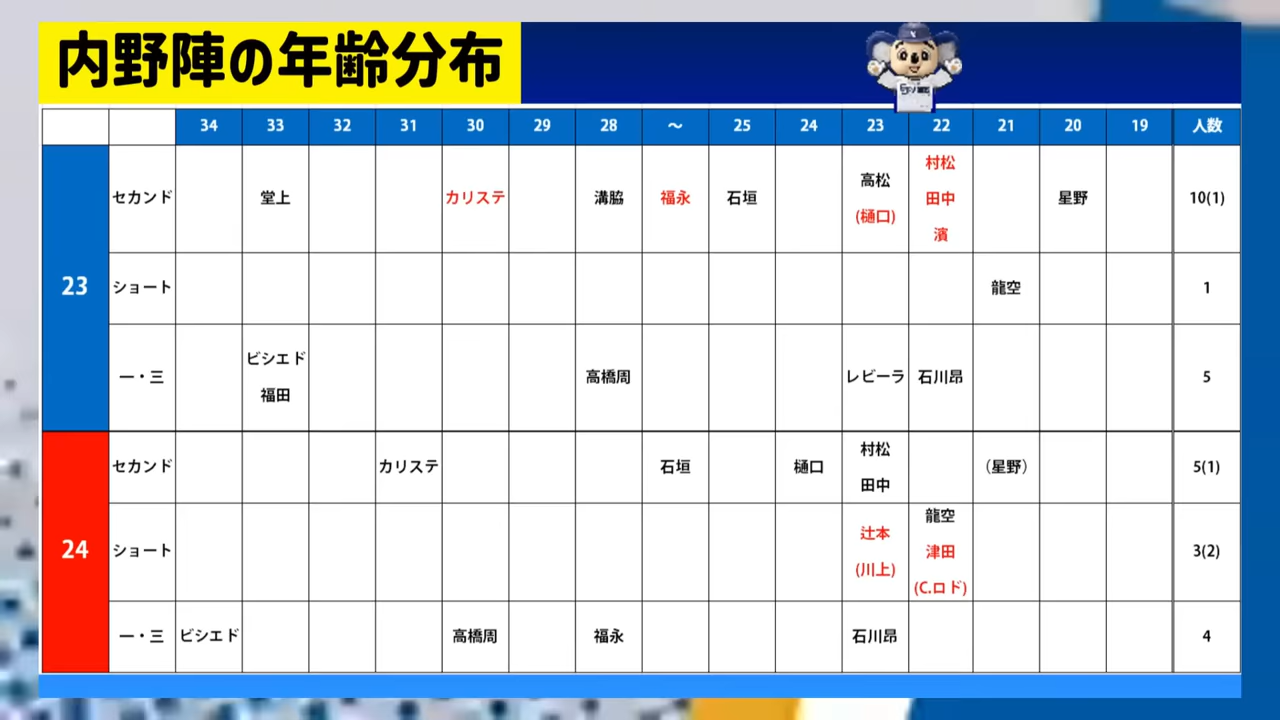 内野陣の年齢分布
34 33 32 31 30 29 28 ～ 25 24 23 22 21 20 19 人数
23
セカンド 堂上 カリステ 溝脇 福永 石垣 高松 (樋口) 村松 田中 濱 星野 10(1)
ショート 龍空 1
一・三 ビシエド 福田 高橋周 レビーラ 石川昂 5
24
セカンド カリステ 石垣 樋口 村松 田中 (星野) 5(1)
ショート 辻本 (川上) 龍空 津田 (C.ロド) 3(2)
一・三 ビシエド 高橋周 福永 石川昂 4